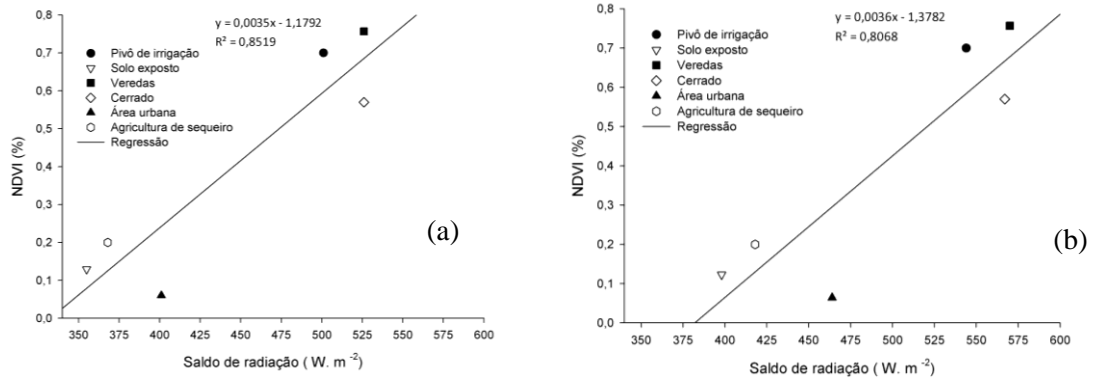 y = 0,0035x - 1,1792
R² = 0,8519
Pivô de irrigação
Solo exposto
Veredas
Cerrado
Área urbana
Agricultura de sequeiro
Regressão
NDVI (%)
0,8
0,7
0,6
0,5
0,4
0,3
0,2
0,1
0,0
350 375 400 425 450 475 500 525 550 575 600
Saldo de radiação ( W. m ⁻²)
(a)
y = 0,0036x - 1,3782
R² = 0,8068
Pivô de irrigação
Solo exposto
Veredas
Cerrado
Área urbana
Agricultura de sequeiro
Regressão
NDVI (%)
0,8
0,7
0,6
0,5
0,4
0,3
0,2
0,1
0,0
350 375 400 425 450 475 500 525 550 575 600
Saldo de radiação ( W. m ⁻²)
(b)